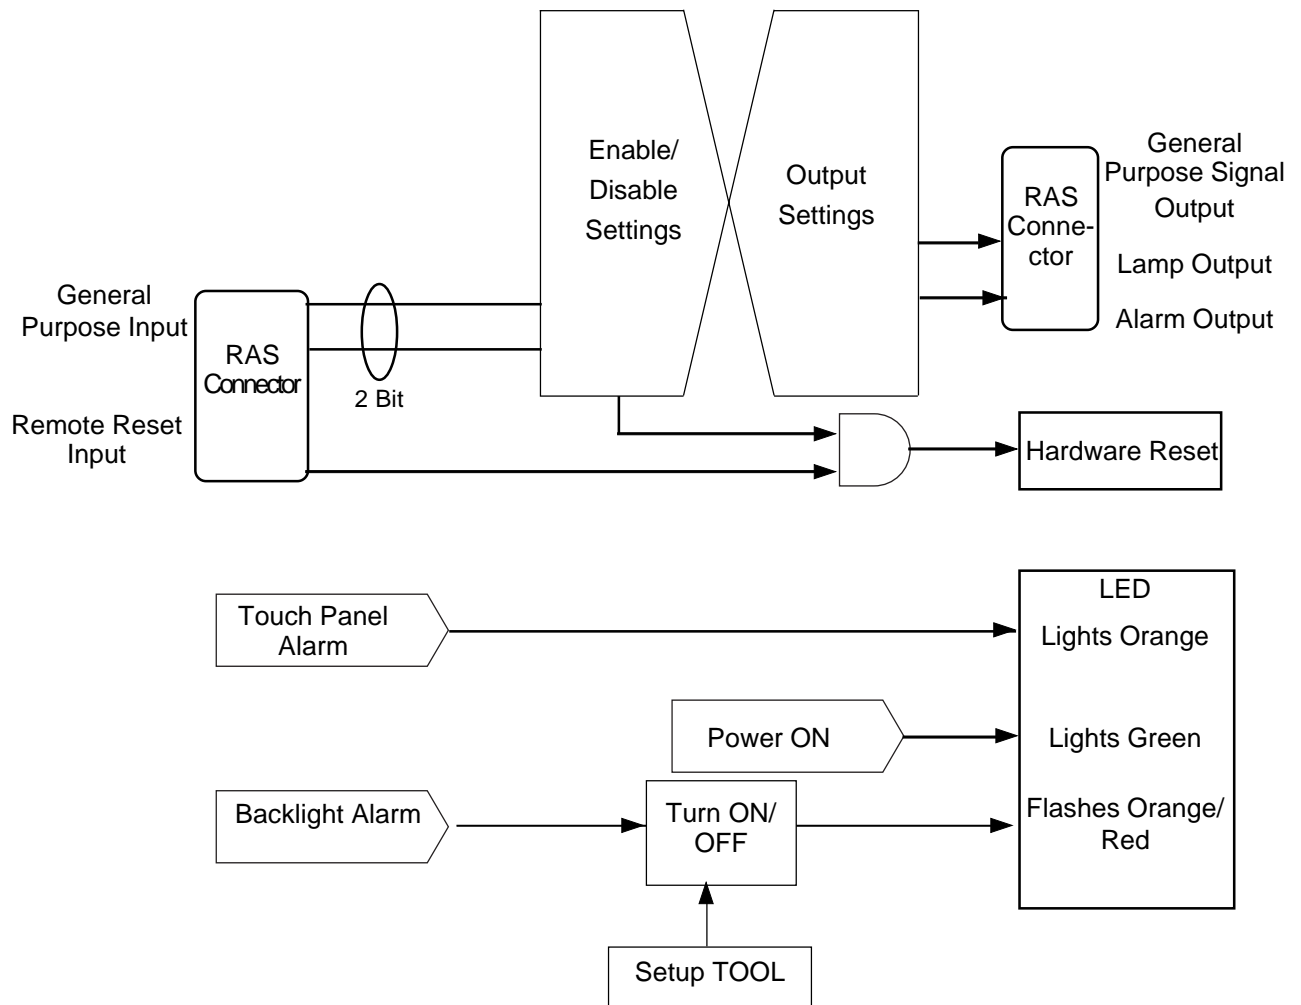 Enable/
Disable
Settings
Output
Settings
RAS
Conne-
ctor
General
Purpose Signal
Output
Lamp Output
Alarm Output
General
Purpose Input
RAS
Connector
2 Bit
Remote Reset
Input
Hardware Reset
LED
Touch Panel
Alarm
Lights Orange
Power ON
Lights Green
Backlight Alarm
Turn ON/
OFF
Flashes Orange/
Red
Setup TOOL